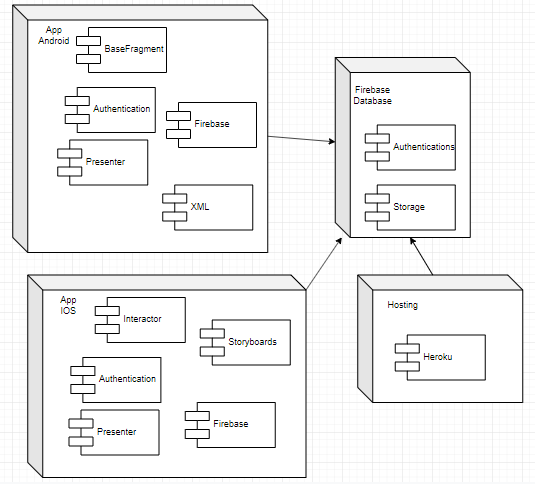 App
Android
BaseFragment
Authentication
Firebase
Presenter
XML
Firebase
Database
Authentications
Storage
App
IOS
Interactor
Storyboards
Authentication
Presenter
Firebase
Hosting
Heroku